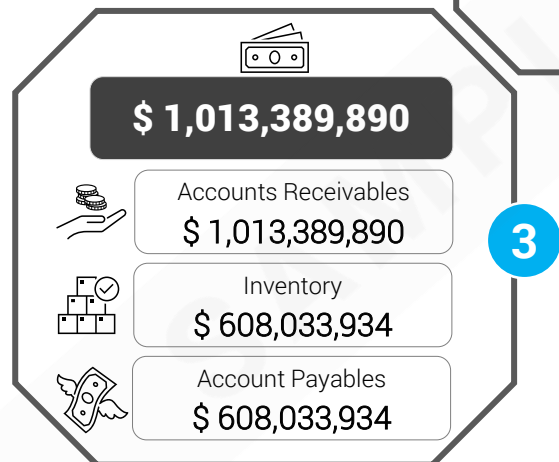 $ 1,013,389,890
Accounts Receivables
$ 1,013,389,890
3
Inventory
$ 608,033,934
Account Payables
$ 608,033,934